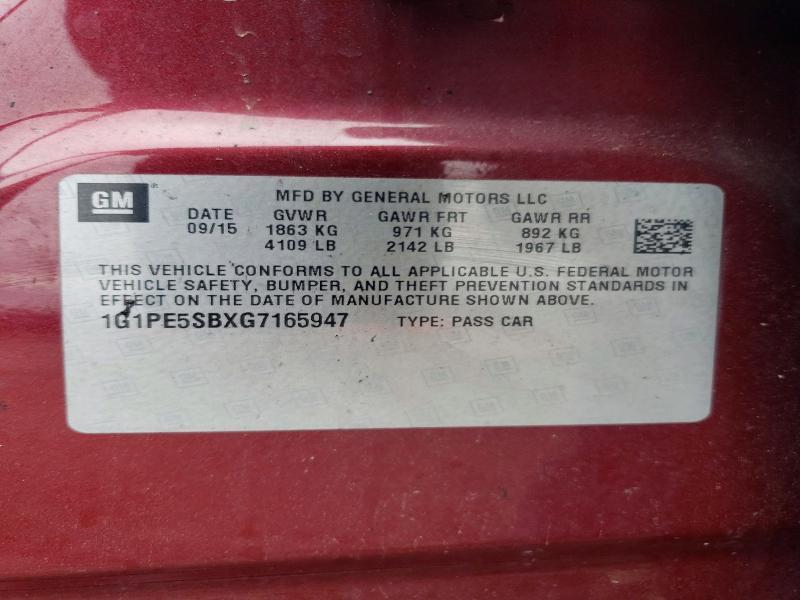 GM
MFD BY GENERAL MOTORS LLC
DATE GVWR GAWR FRT GAWR RR
09/15 1863 KG 971 KG 892 KG
4109 LB 2142 LB 1967 LB
THIS VEHICLE CONFORMS TO ALL APPLICABLE U.S. FEDERAL MOTOR
VEHICLE SAFETY, BUMPER, AND THEFT PREVENTION STANDARDS IN
EFFECT ON THE DATE OF MANUFACTURE SHOWN ABOVE.
1G1PE5SBXG7165947 TYPE: PASS CAR